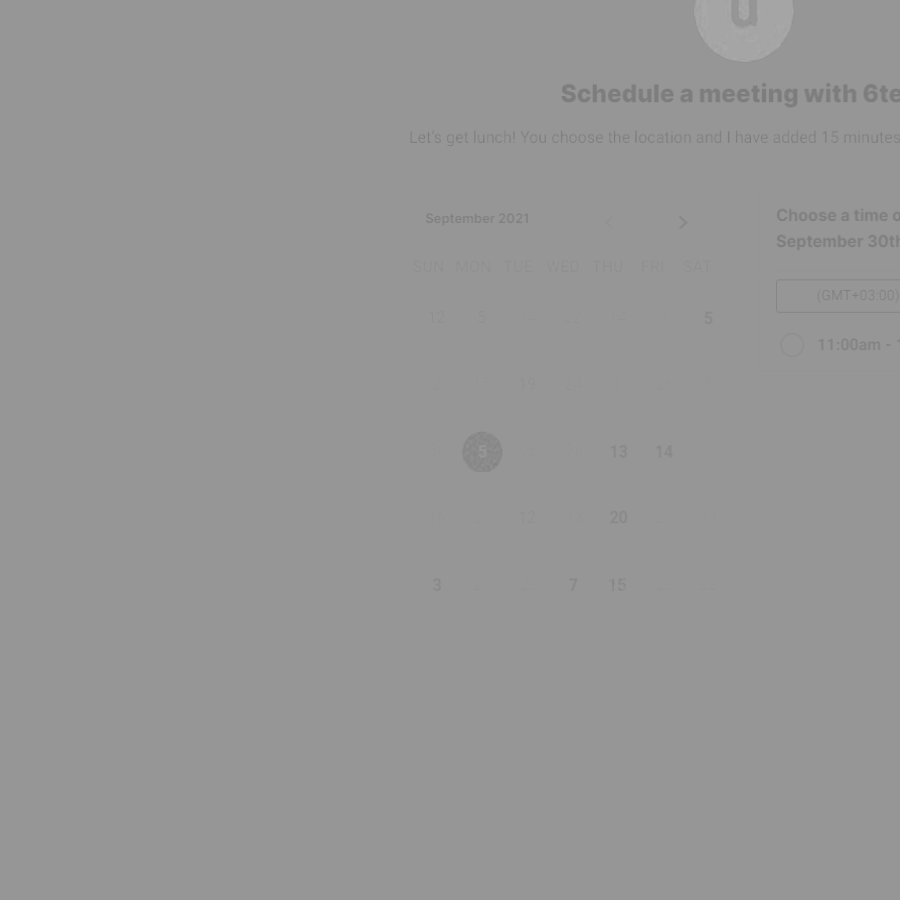 u
Schedule a meeting with 6te
Let's get lunch! You choose the location and I have added 15 minutes
September 2021
Choose a time o
September 30th
SUN MON TUE WED THU FRI SAT
(GMT+03:00)
12 5 5
11:00am - 1
19
5 13 14
12 20
3 7 15